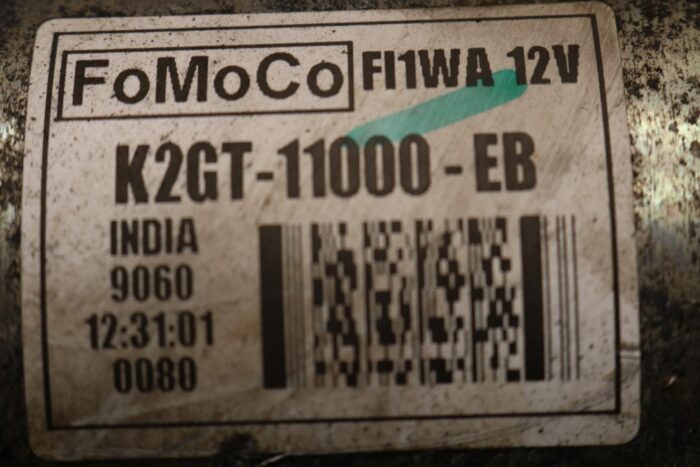 FoMoCo FI1WA 12V
K2GT-11000-EB
INDIA
9060
12:31:01
0080